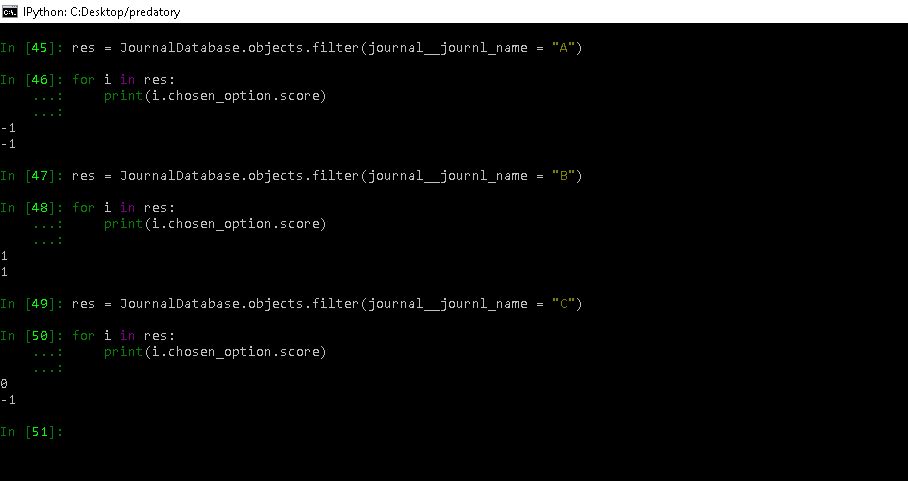 IPython: C:Desktop/predatory
In [45]: res = JournalDatabase.objects.filter(journal__journl_name = "A")
In [46]: for i in res:
...: print(i.chosen_option.score)
...:
-1
-1
In [47]: res = JournalDatabase.objects.filter(journal__journl_name = "B")
In [48]: for i in res:
...: print(i.chosen_option.score)
...:
1
1
In [49]: res = JournalDatabase.objects.filter(journal__journl_name = "C")
In [50]: for i in res:
...: print(i.chosen_option.score)
...:
0
-1
In [51]: